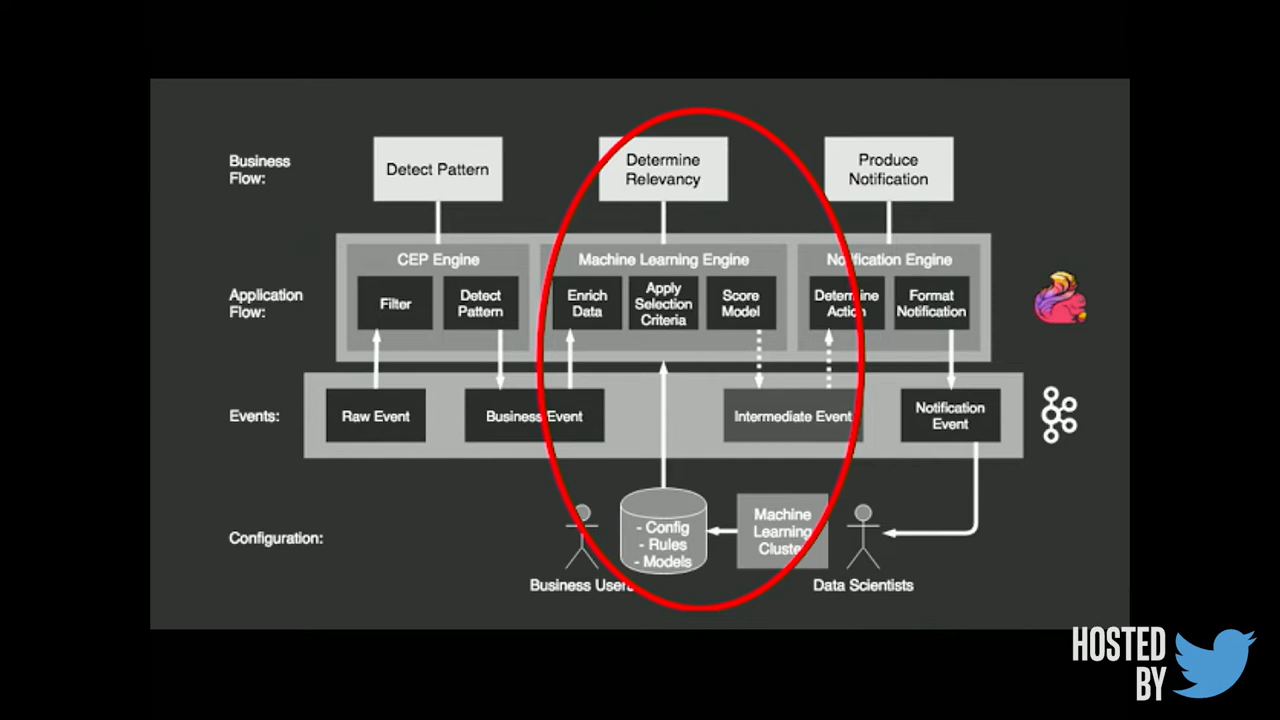 Business
Flow:
Detect Pattern
Determine
Relevancy
Produce
Notification
Application
Flow:
CEP Engine
Filter
Detect
Pattern
Machine Learning Engine
Enrich
Data
Apply
Selection
Criteria
Score
Model
Notification Engine
Determine
Action
Format
Notification
Events:
Raw Event
Business Event
Intermediate Event
Notification
Event
Configuration:
- Config
- Rules
- Models
Machine
Learning
Cluster
Business Users
Data Scientists
HOSTED
BY